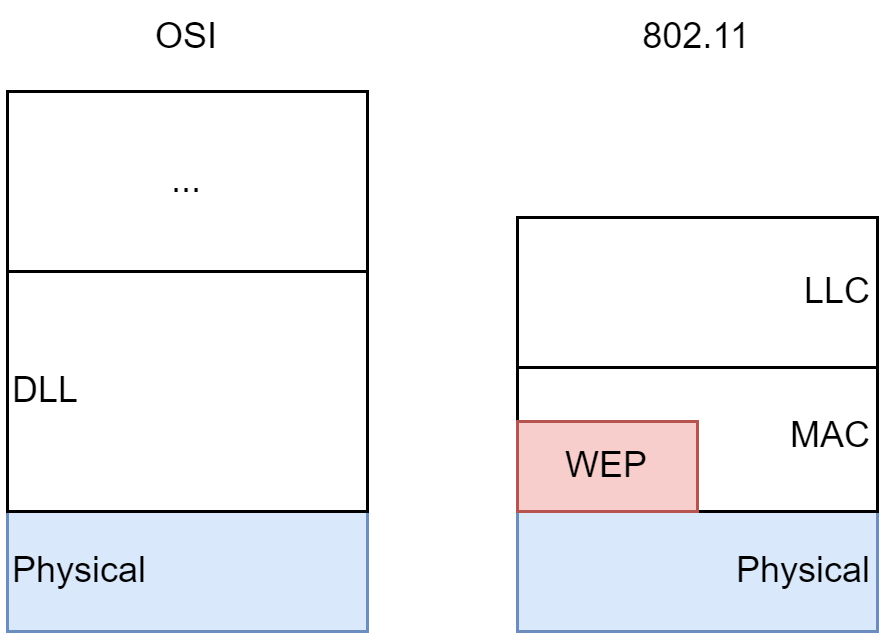 OSI
802.11
...
DLL
Physical
LLC
MAC
WEP
Physical